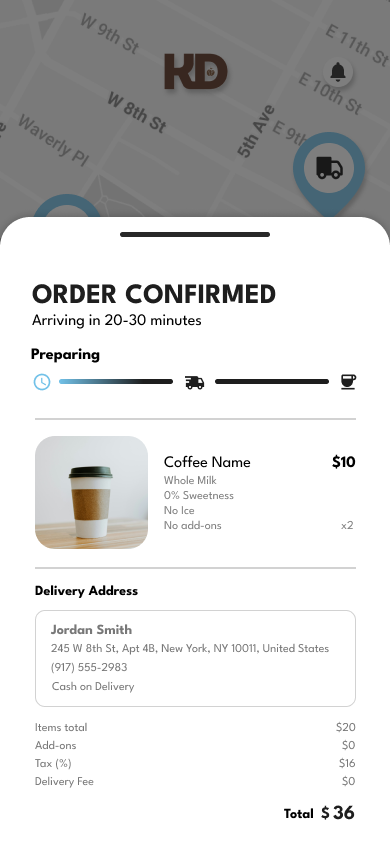 W 9th St
E 11th St
KD
E 10th St
W 8th St
5th Ave
E 9th
Waverly Pl
ORDER CONFIRMED
Arriving in 20-30 minutes
Preparing
Coffee Name $10
Whole Milk
0% Sweetness
No Ice
No add-ons x2
Delivery Address
Jordan Smith
245 W 8th St, Apt 4B, New York, NY 10011, United States
(917) 555-2983
Cash on Delivery
Items total $20
Add-ons $0
Tax (%) $16
Delivery Fee $0
Total $ 36